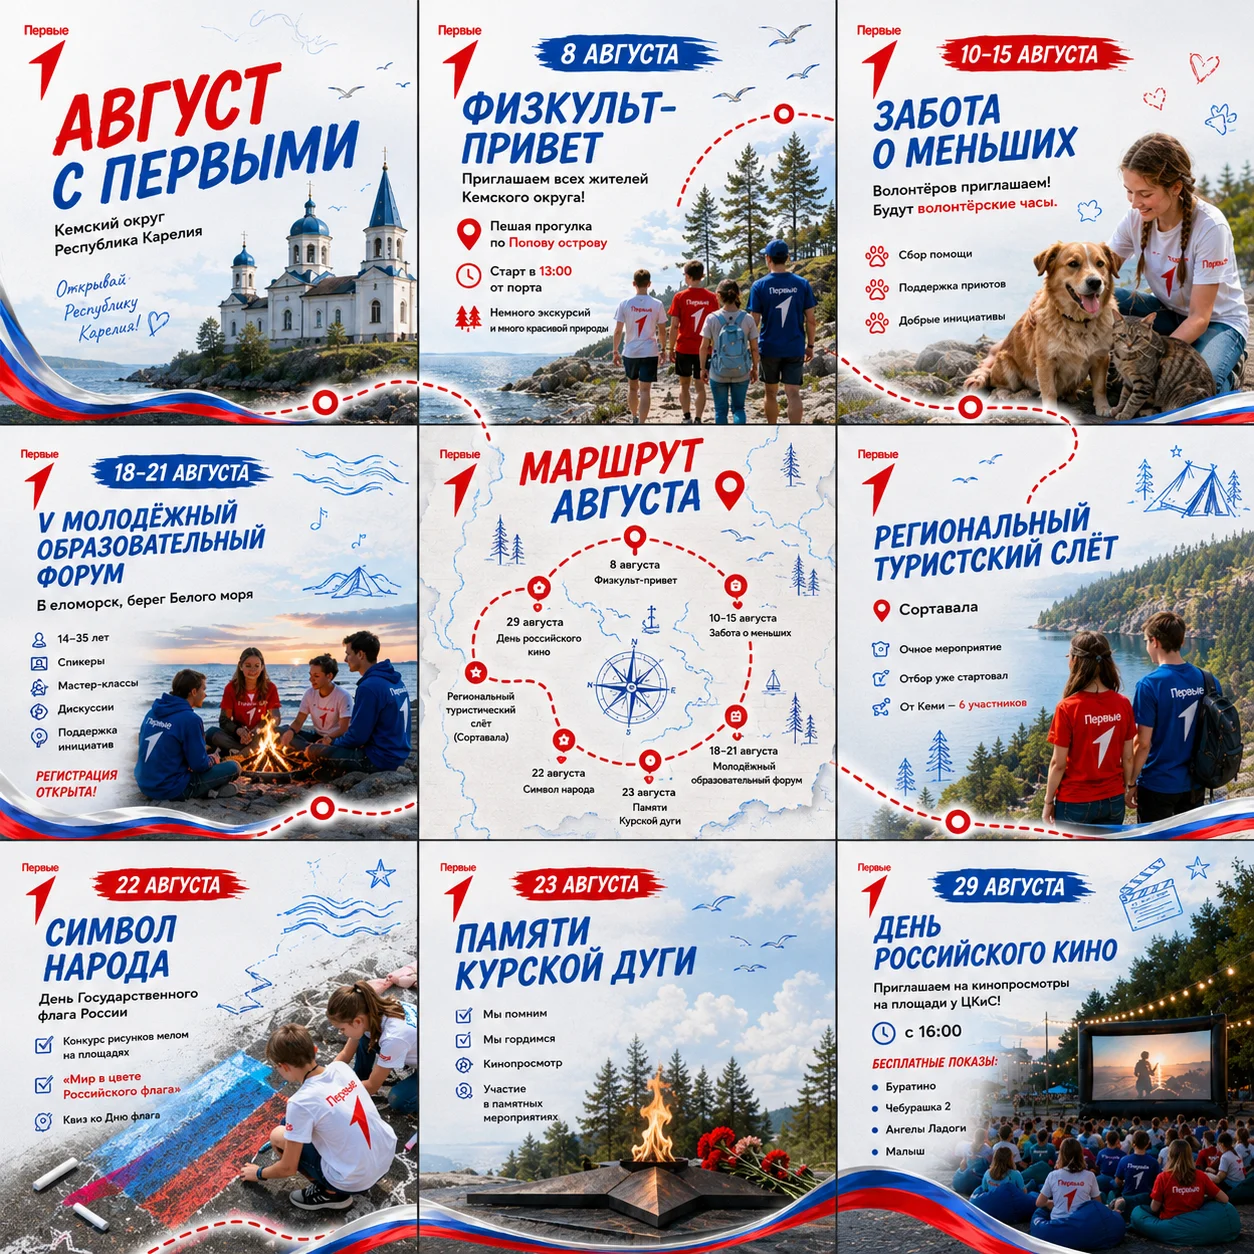 Первые
АВГУСТ
С ПЕРВЫМИ
Кемский округ
Республика Карелия
Открывай
Республику
Карелия!
Первые
8 АВГУСТА
ФИЗКУЛЬТ-
ПРИВЕТ
Приглашаем всех жителей
Кемского округа!
Пешая прогулка
по Попову острову
Старт в 13:00
от порта
Немного экскурсий
и много красивой природы
Первые
Первые
Первые
10-15 АВГУСТА
ЗАБОТА
О МЕНЬШИХ
Волонтёров приглашаем!
Будут волонтёрские часы.
Сбор помощи
Поддержка приютов
Добрые инициативы
Первые
18-21 АВГУСТА
V МОЛОДЁЖНЫЙ
ОБРАЗОВАТЕЛЬНЫЙ
ФОРУМ
В еломорск, берег Белого моря
14-35 лет
Спикеры
Мастер-классы
Дискуссии
Поддержка
инициатив
РЕГИСТРАЦИЯ
ОТКРЫТА!
Первые
Первые
Первые
МАРШРУТ
АВГУСТА
8 августа
Физкульт-привет
10-15 августа
Забота о меньших
18-21 августа
Молодёжный
образовательный форум
23 августа
Памяти
Курской дуги
22 августа
Символ народа
Региональный
туристический
слёт
(Сортавала)
29 августа
День российского
кино
N
E
S
Первые
РЕГИОНАЛЬНЫЙ
ТУРИСТСКИЙ СЛЁТ
Сортавала
Очное мероприятие
Отбор уже стартовал
От Кеми – 6 участников
Первые
Первые
Первые
22 АВГУСТА
СИМВОЛ
НАРОДА
День Государственного
флага России
Конкурс рисунков мелом
на площадях
«Мир в цвете
Российского флага»
Квиз ко Дню флага
Первые
Первые
23 АВГУСТА
ПАМЯТИ
КУРСКОЙ ДУГИ
Мы помним
Мы гордимся
Кинопросмотр
Участие
в памятных
мероприятиях
Первые
29 АВГУСТА
ДЕНЬ
РОССИЙСКОГО КИНО
Приглашаем на кинопросмотры
на площади у ЦКиС!
с 16:00
БЕСПЛАТНЫЕ ПОКАЗЫ:
Буратино
Чебурашка 2
Ангелы Ладоги
Малыш
Первые
Первые